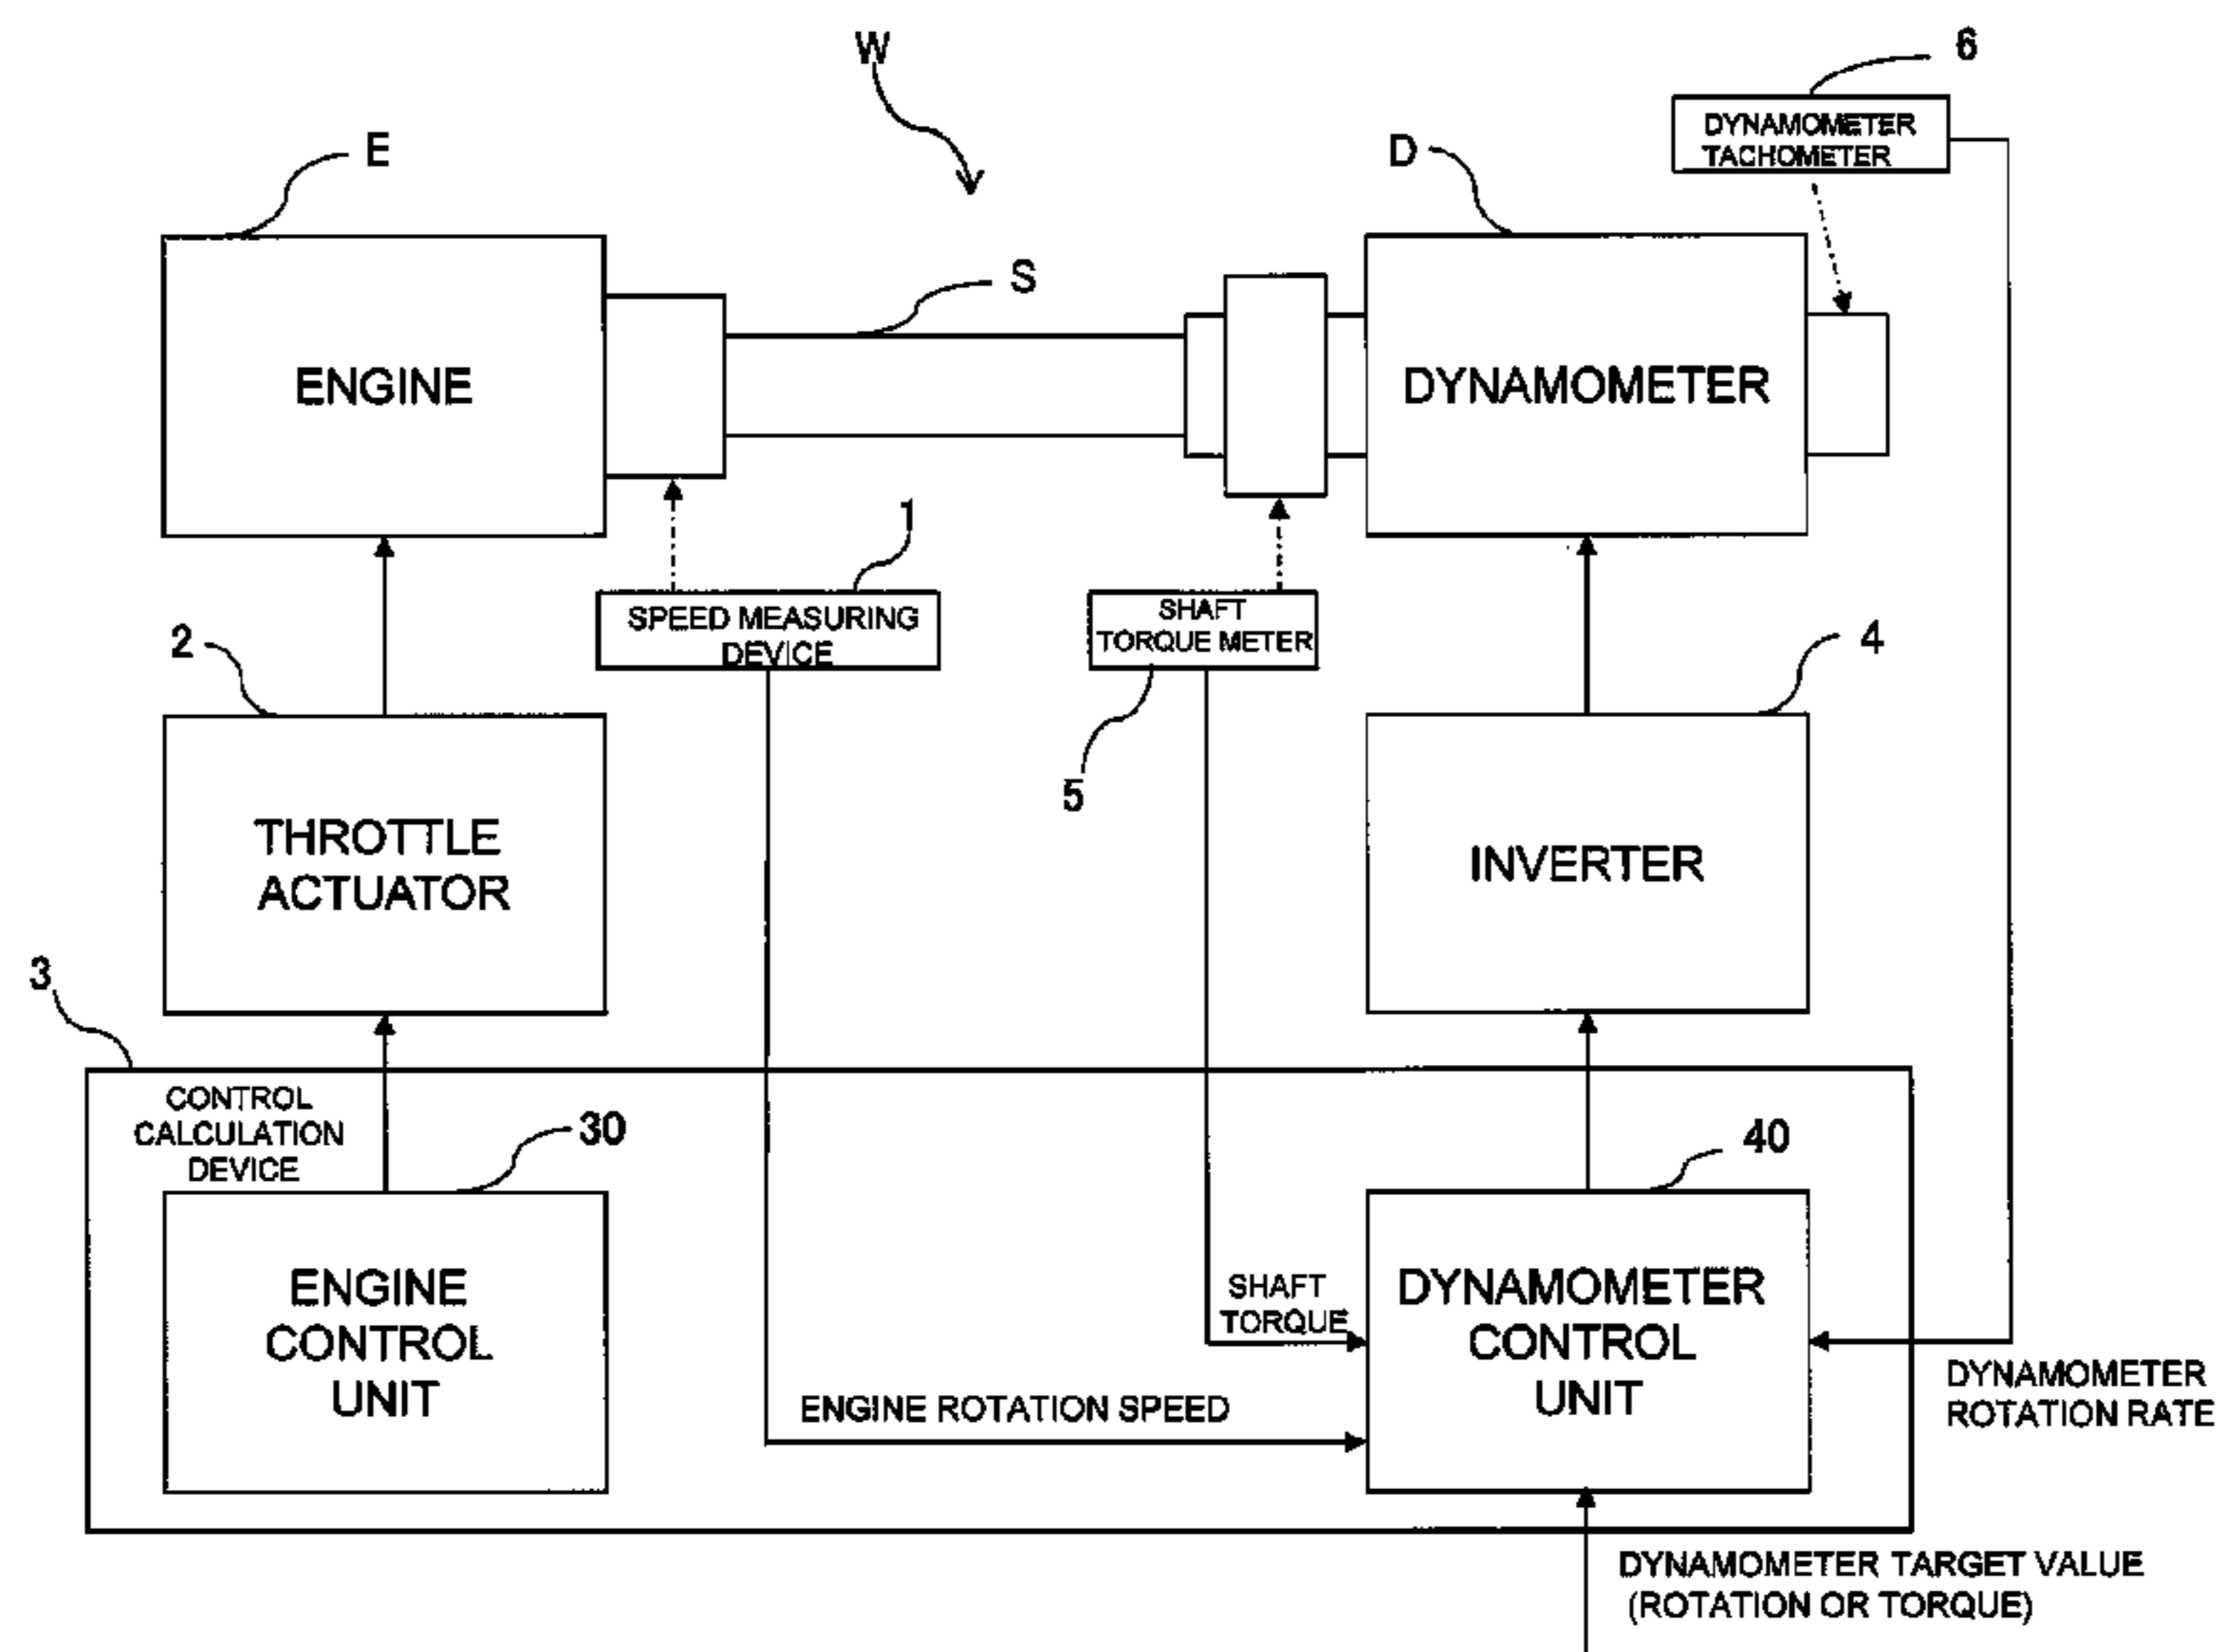 W
6
DYNAMOMETER
TACHOMETER
E
D
S
ENGINE
DYNAMOMETER
1
SPEED MEASURING
DEVICE
SHAFT
TORQUE METER
2
4
5
THROTTLE
ACTUATOR
INVERTER
3
CONTROL
CALCULATION
DEVICE
30
40
ENGINE
CONTROL
UNIT
SHAFT
TORQUE
DYNAMOMETER
CONTROL
UNIT
ENGINE ROTATION SPEED
DYNAMOMETER
ROTATION RATE
DYNAMOMETER TARGET VALUE
(ROTATION OR TORQUE)